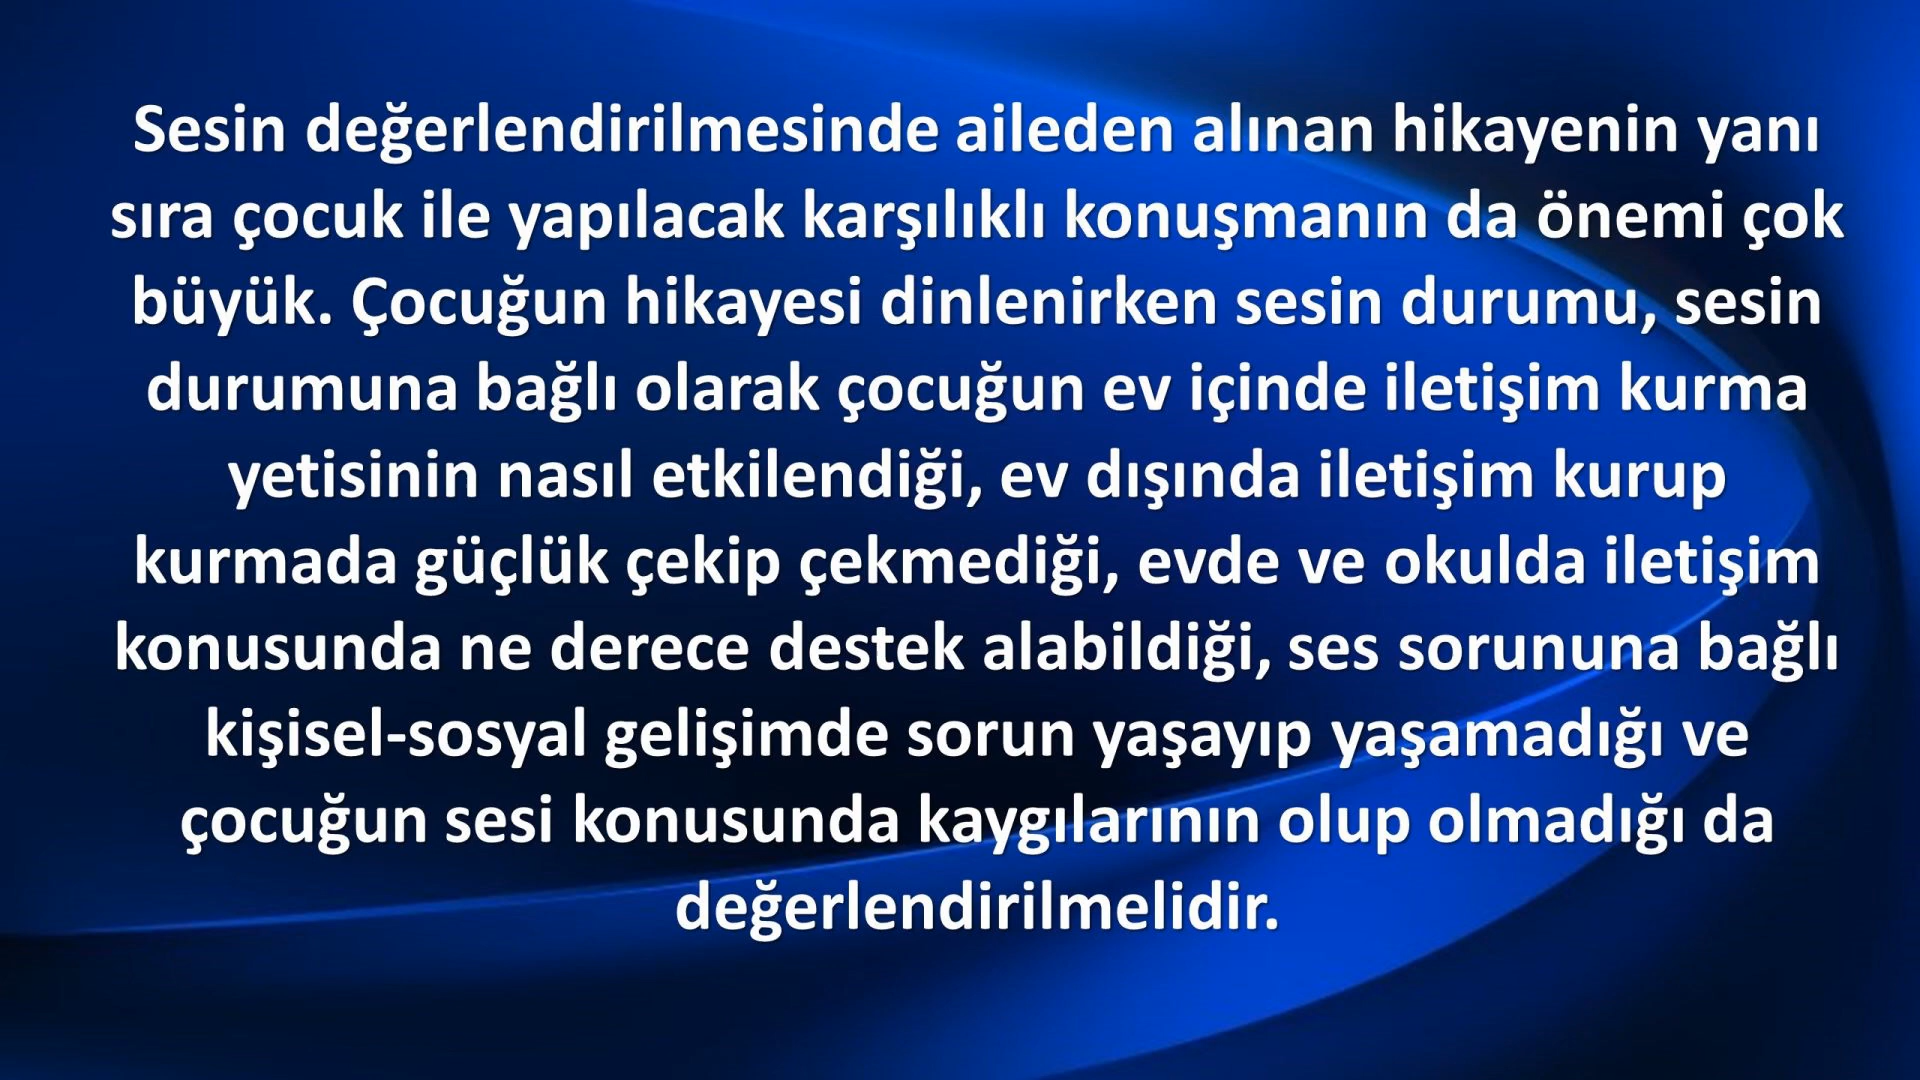 Sesin değerlendirilmesinde aileden alınan hikayenin yanı
sıra çocuk ile yapılacak karşılıklı konuşmanın da önemi çok
büyük. Çocuğun hikayesi dinlenirken sesin durumu, sesin
durumuna bağlı olarak çocuğun ev içinde iletişim kurma
yetisinin nasıl etkilendiği, ev dışında iletişim kurup
kurmada güçlük çekip çekmediği, evde ve okulda iletişim
konusunda ne derece destek alabildiği, ses sorununa bağlı
kişisel-sosyal gelişimde sorun yaşayıp yaşamadığı ve
çocuğun sesi konusunda kaygılarının olup olmadığı da
değerlendirilmelidir.